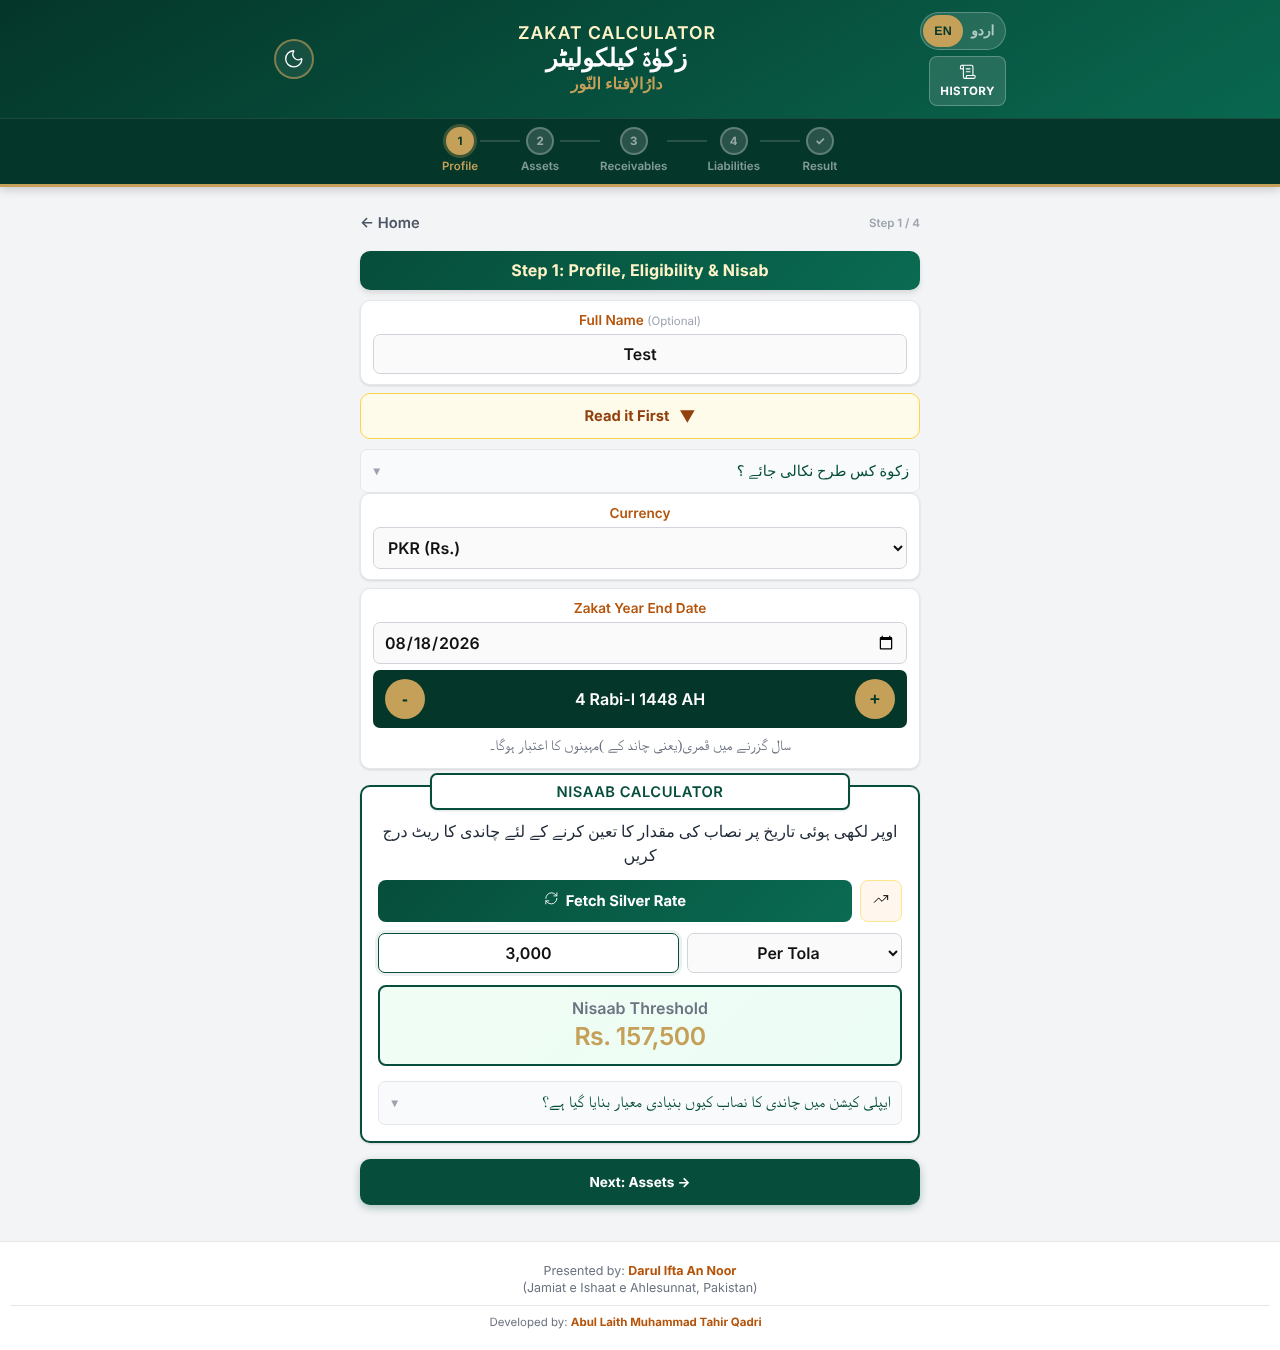 ZAKAT CALCULATOR
زکوٰۃ کیلکولیٹر
دارُالإفتاء النّور
EN اردو
HISTORY
1 2 3 4 ✓
Profile Assets Receivables Liabilities Result
← Home
Step 1 / 4
Step 1: Profile, Eligibility & Nisab
Full Name (Optional)
Test
Read it First ▼
زکوۃ کس طرح نکالی جائے ؟
▼
Currency
PKR (Rs.)
Zakat Year End Date
08/18/2026
- 4 Rabi-I 1448 AH +
سال گزرنے میں قمری(یعنی چاند کے )مہینوں کا اعتبار ہوگا۔
NISAAB CALCULATOR
اوپر لکھی ہوئی تاریخ پر نصاب کی مقدار کا تعین کرنے کے لئے چاندی کا ریٹ درج
کریں
Fetch Silver Rate
3,000 Per Tola
Nisaab Threshold
Rs. 157,500
ایپلی کیشن میں چاندی کا نصاب کیوں بنیادی معیار بنایا گیا ہے؟
▼
Next: Assets →
Presented by: Darul Ifta An Noor
(Jamiat e Ishaat e Ahlesunnat, Pakistan)
Developed by: Abul Laith Muhammad Tahir Qadri